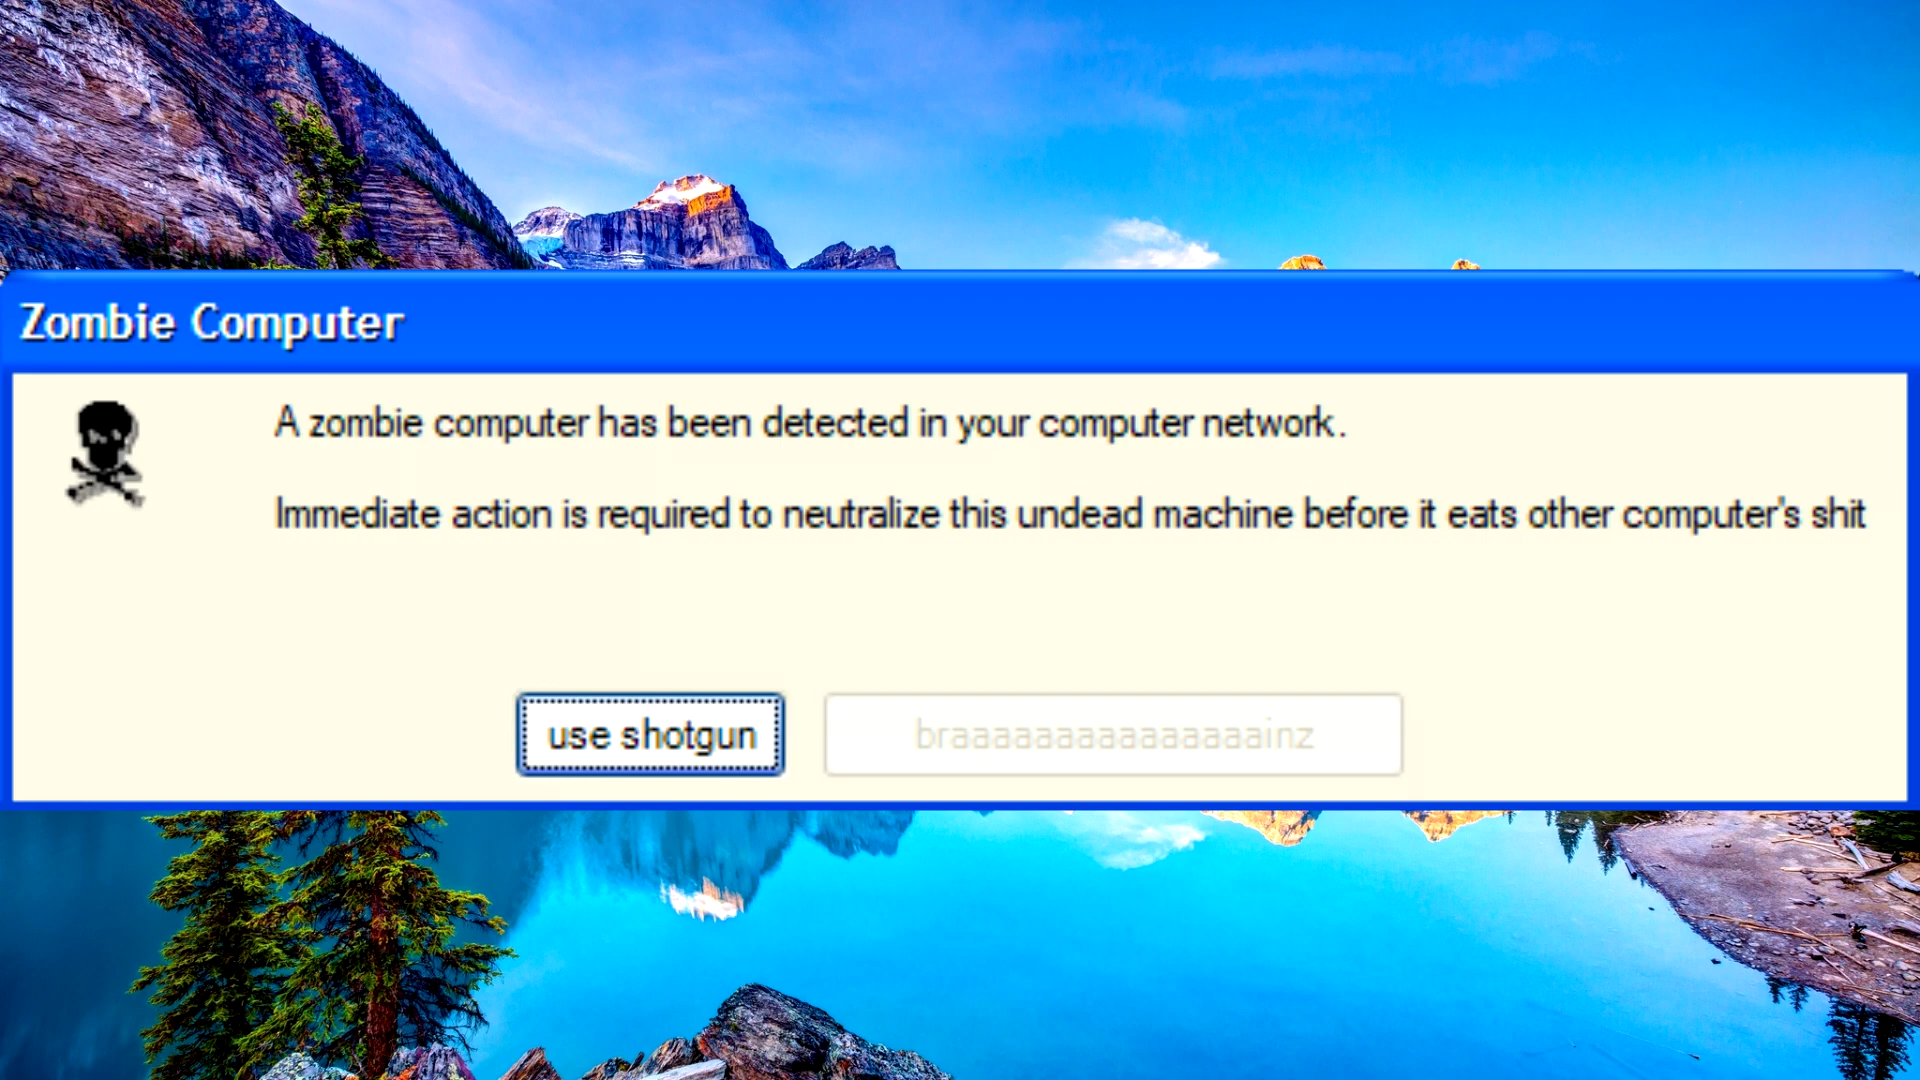 Zombie Computer
A zombie computer has been detected in your computer network.
Immediate action is required to neutralize this undead machine before it eats other computer's shit
use shotgun
braaaaaaaaaaaaaaainz